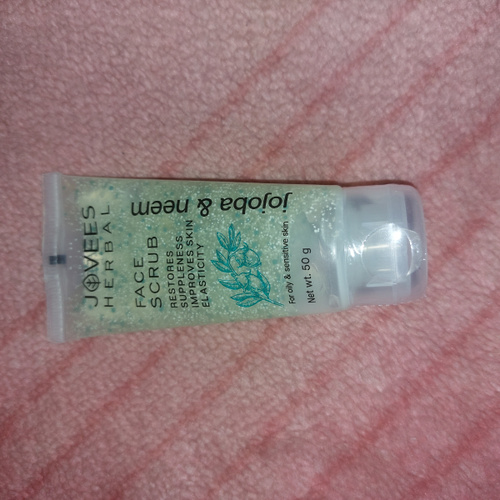 JOVEES
HERBAL
FACE
SCRUB
RESTORES
SUPPLENESS,
IMPROVES SKIN
ELASTICITY
jojoba & neem
For oily & sensitive skin
Net wt. 50 g